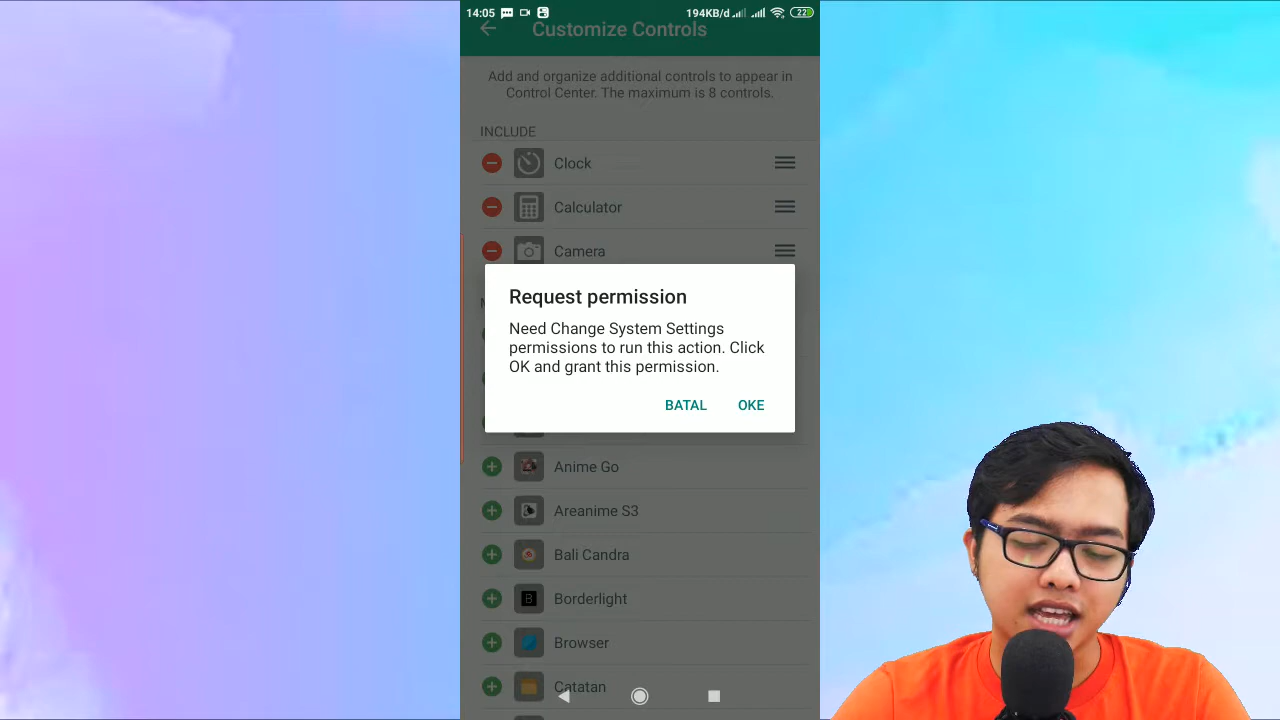 14:05
194KB/d
22
Customize Controls
Add and organize additional controls to appear in
Control Center. The maximum is 8 controls.
INCLUDE
Clock
Calculator
Camera
Request permission
Need Change System Settings
permissions to run this action. Click
OK and grant this permission.
BATAL OKE
Anime Go
Areanime S3
Bali Candra
Borderlight
Browser
Catatan